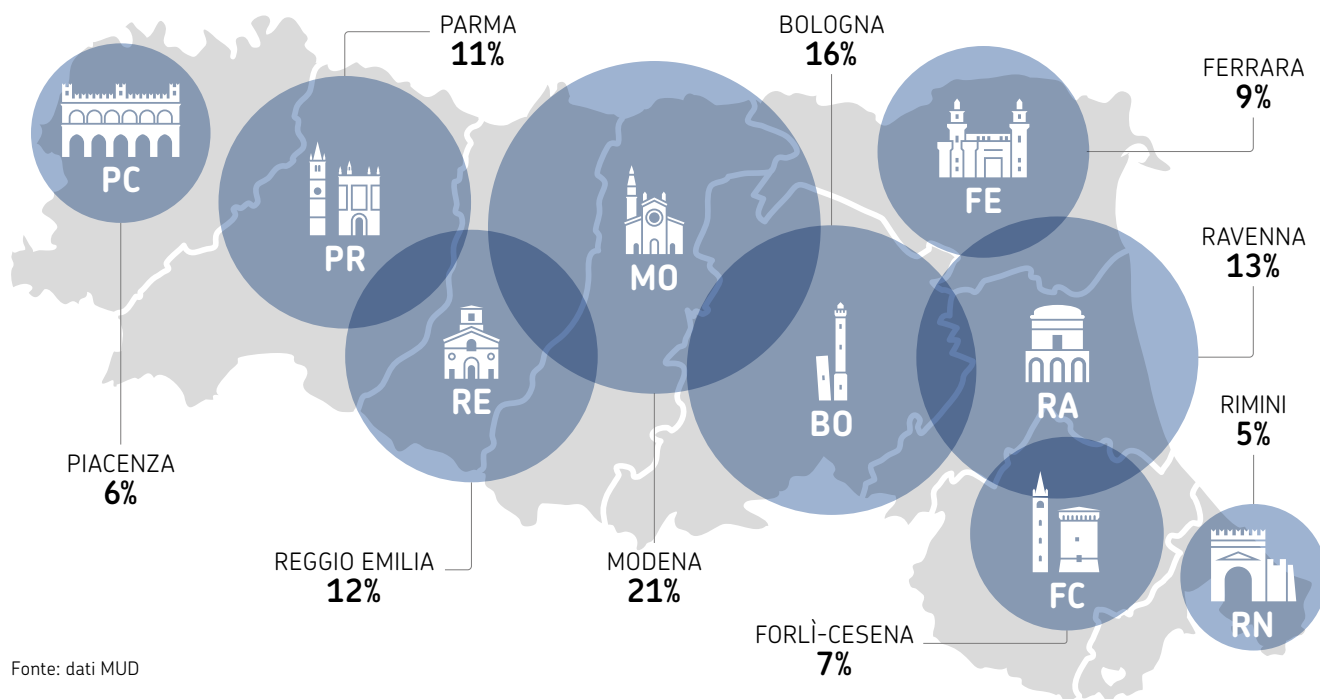 PARMA
11%
BOLOGNA
16%
FERRARA
9%
PC
PR
MO
FE
RAVENNA
13%
RE
BO
RA
RIMINI
5%
PIACENZA
6%
REGGIO EMILIA
12%
MODENA
21%
FC
RN
FORLÌ-CESENA
7%
Fonte: dati MUD